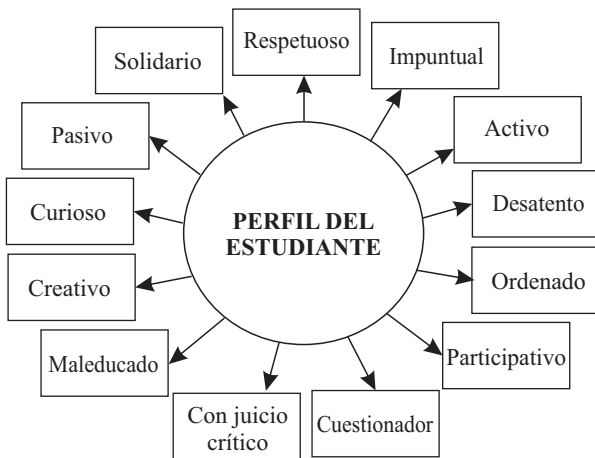 Respetuoso
Impuntual
Solidario
Activo
Pasivo
Desatento
Curioso
PERFIL DEL
ESTUDIANTE
Ordenado
Creativo
Participativo
Maleducado
Cuestionador
Con juicio
crítico